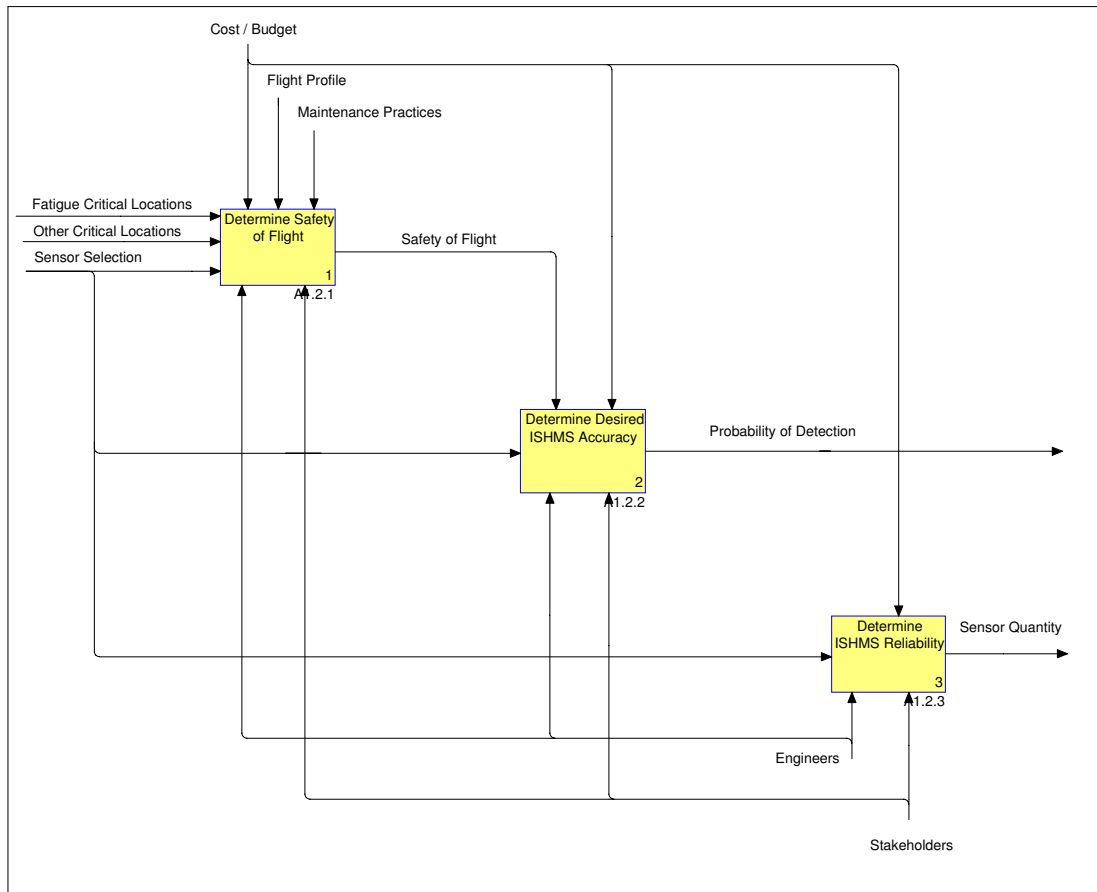 Cost / Budget
Flight Profile
Maintenance Practices
Fatigue Critical Locations
Other Critical Locations
Sensor Selection
Determine Safety
of Flight
1
A1.2.1
Safety of Flight
Determine Desired
ISHMS Accuracy
2
A1.2.2
Probability of Detection
Determine
ISHMS Reliability
3
A1.2.3
Sensor Quantity
Engineers
Stakeholders